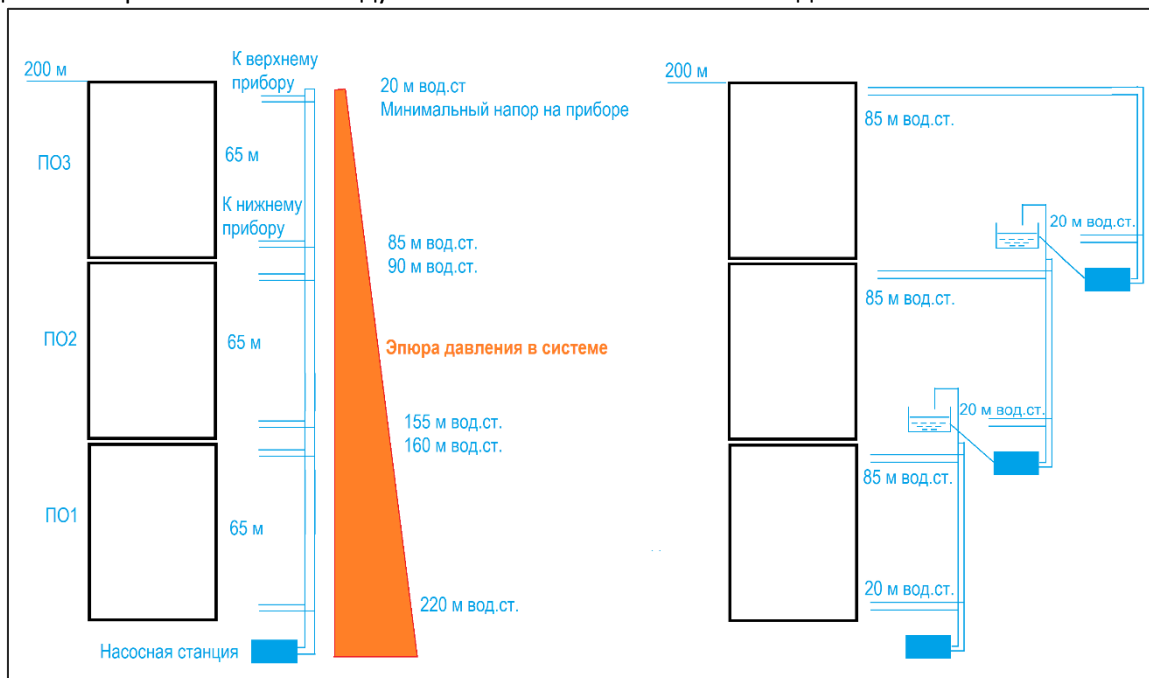 200 м
К верхнему
прибору
20 м вод.ст
Минимальный напор на приборе
ПО3
65 м
К нижнему
прибору
85 м вод.ст.
90 м вод.ст.
ПО2
65 м
Эпюра давления в системе
155 м вод.ст.
160 м вод.ст.
ПО1
65 м
220 м вод.ст.
Насосная станция
200 м
85 м вод.ст.
20 м вод.ст.
85 м вод.ст.
20 м вод.ст.
85 м вод.ст.
20 м вод.ст.